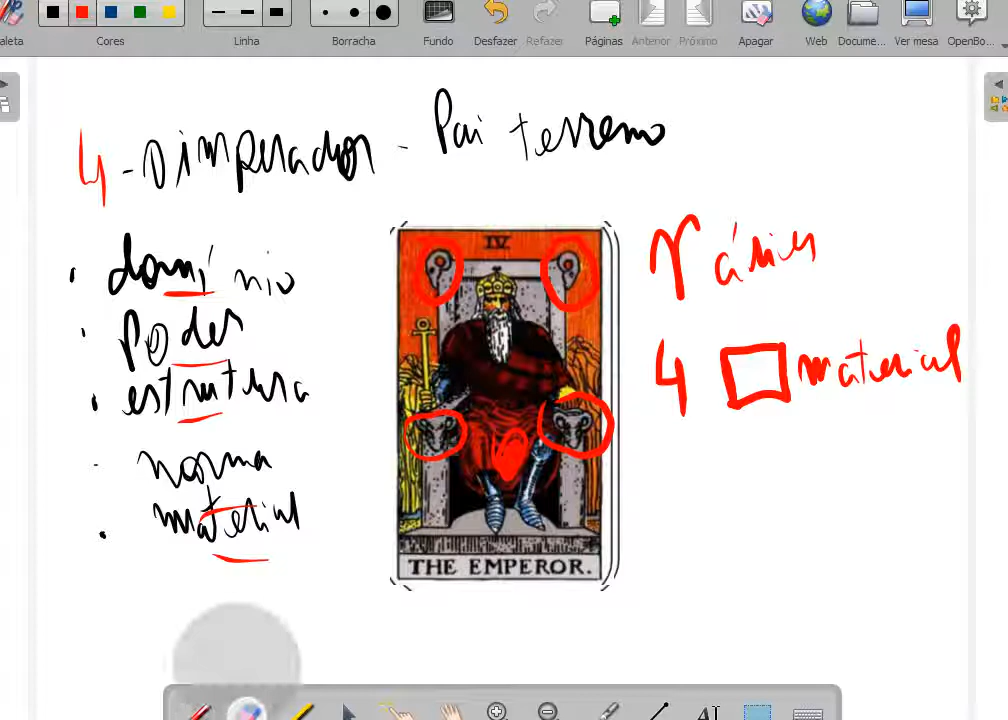 aleta
Cores
Linha
Borracha
Fundo
Desfazer
Refazer
Páginas
Anterior
Próximo
Apagar
Web
Docume...
Ver mesa
OpenBo...
4 - O imperador - Pai terreno
• domínio
• Poder
• estrutura
- norma
• material
IV
THE EMPEROR.
4 material